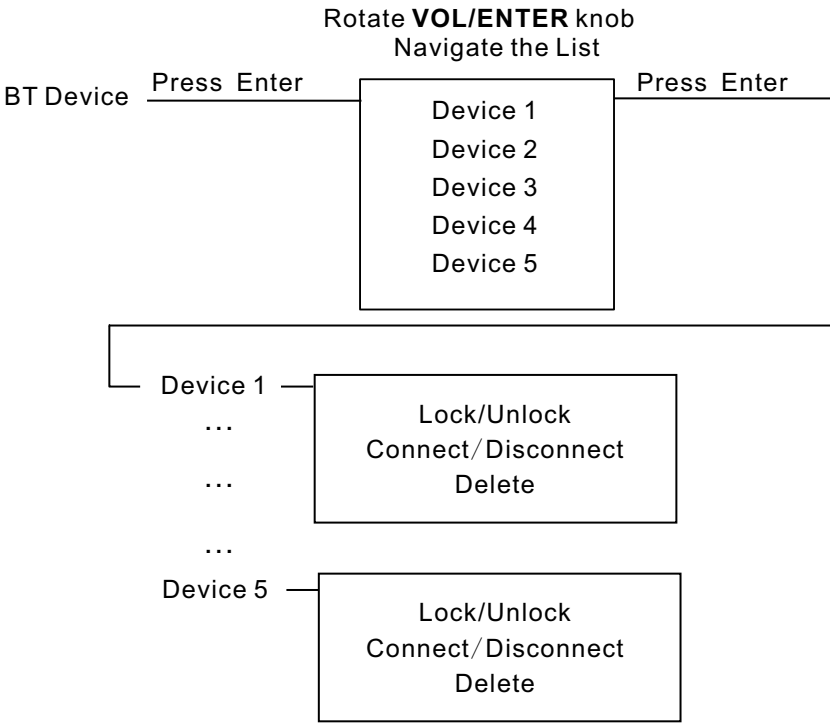 Rotate VOL/ENTER knob
Navigate the List
BT Device
Press Enter
Press Enter
Device 1
Device 2
Device 3
Device 4
Device 5
Device 1
...
...
...
Lock/Unlock
Connect/Disconnect
Delete
Device 5
Lock/Unlock
Connect/Disconnect
Delete